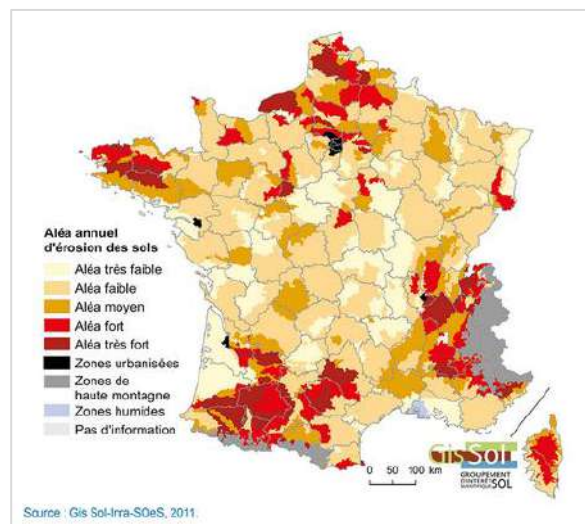 Aléa annuel
d'érosion des sols
Aléa très faible
Aléa faible
Aléa moyen
Aléa fort
Aléa très fort
Zones urbanisées
Zones de
haute montagne
Zones humides
Pas d'information
GisSol
GROUPEMENT
D'INTÉRÊT
SCIENTIFIQUE SOL
0 50 100 km
Source : Gis Sol-Inra-SOeS, 2011.